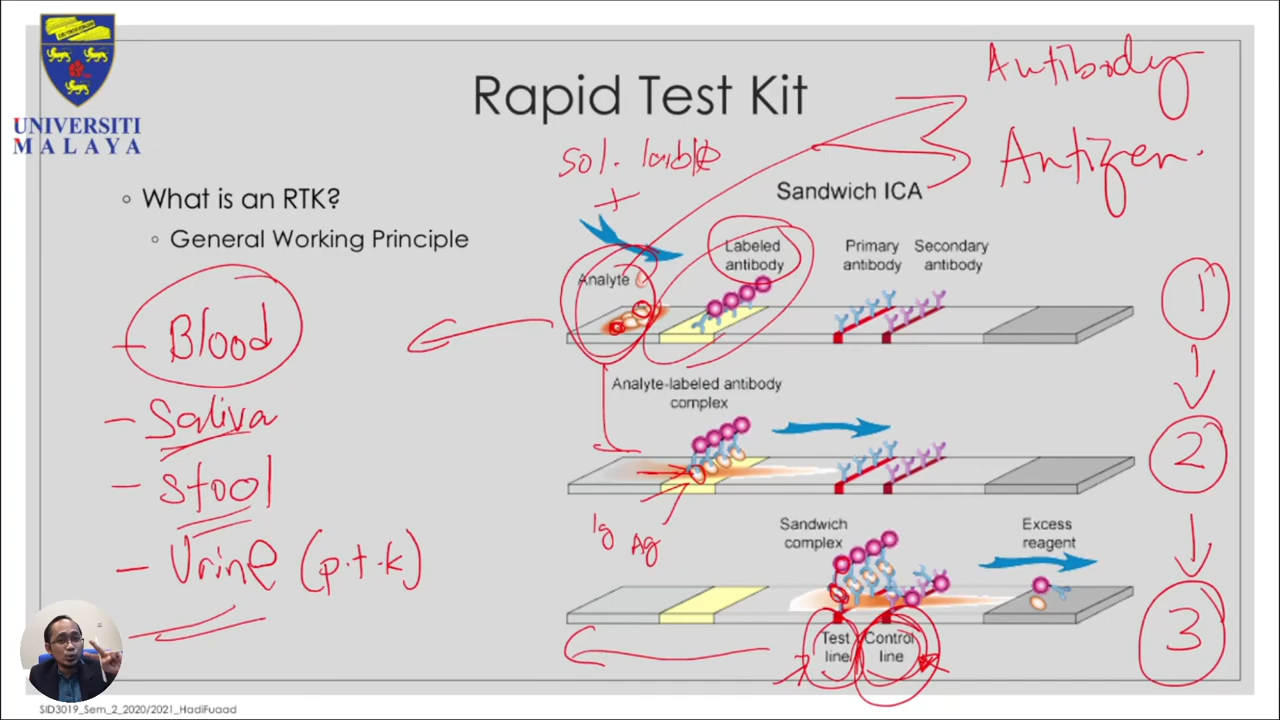 UNIVERSITI
MALAYA
Rapid Test Kit
Antibody
Antigen.
◦ What is an RTK?
◦ General Working Principle
- Blood
- Saliva
- Stool
- Urine (p.t.k)
Sandwich ICA
+
Analyte
Labeled
antibody
Primary
antibody
Secondary
antibody
1
Analyte-labeled antibody
complex
2
Ig Ag
Sandwich
complex
Excess
reagent
Test
line
Control
line
3
SID3019_Sem_2_2020/2021_HadiFuaad